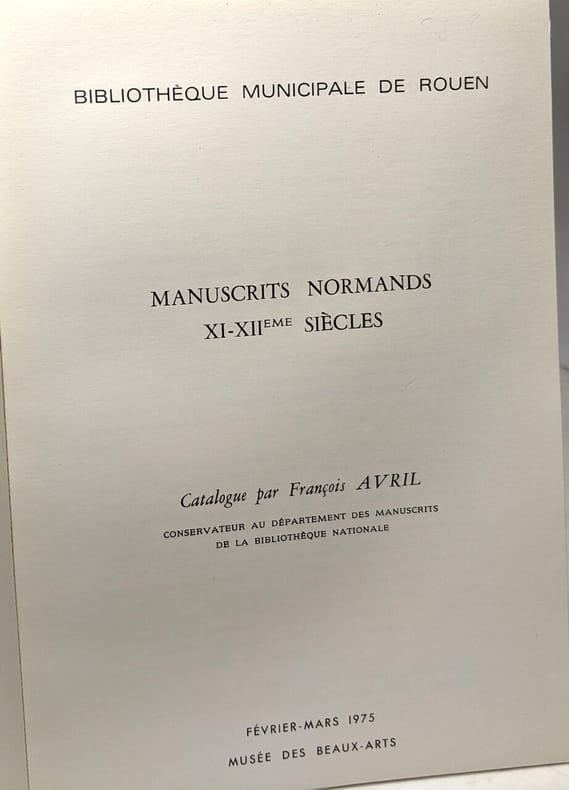 BIBLIOTHÈQUE MUNICIPALE DE ROUEN
MANUSCRITS NORMANDS
XI-XIIEME SIÈCLES
Catalogue par François AVRIL
CONSERVATEUR AU DÉPARTEMENT DES MANUSCRITS
DE LA BIBLIOTHÈQUE NATIONALE
FÉVRIER-MARS 1975
MUSÉE DES BEAUX-ARTS